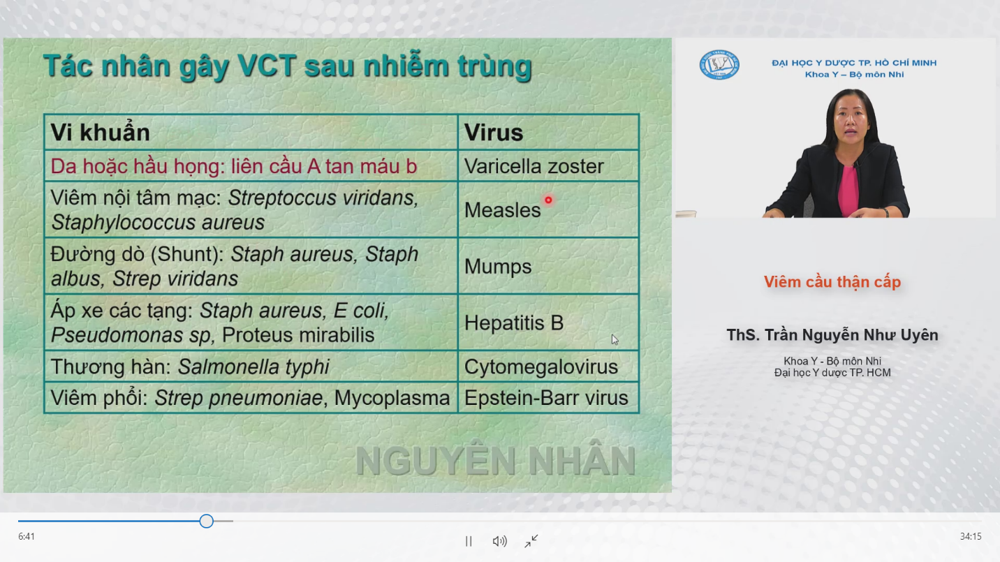 Tác nhân gây VCT sau nhiễm trùng
Vi khuẩn
Virus
Da hoặc hầu họng: liên cầu A tan máu b
Varicella zoster
Viêm nội tâm mạc: Streptoccus viridans,
Staphylococcus aureus
Measles
Đường dò (Shunt): Staph aureus, Staph
albus, Strep viridans
Mumps
Áp xe các tạng: Staph aureus, E coli,
Pseudomonas sp, Proteus mirabilis
Hepatitis B
Thương hàn: Salmonella typhi
Cytomegalovirus
Viêm phổi: Strep pneumoniae, Mycoplasma
Epstein-Barr virus
NGUYÊN NHÂN
ĐẠI HỌC Y DƯỢC TP. HỒ CHÍ MINH
Khoa Y – Bộ môn Nhi
Viêm cầu thận cấp
ThS. Trần Nguyễn Như Uyên
Khoa Y - Bộ môn Nhi
Đại học Y dược TP. HCM
6:41
34:15